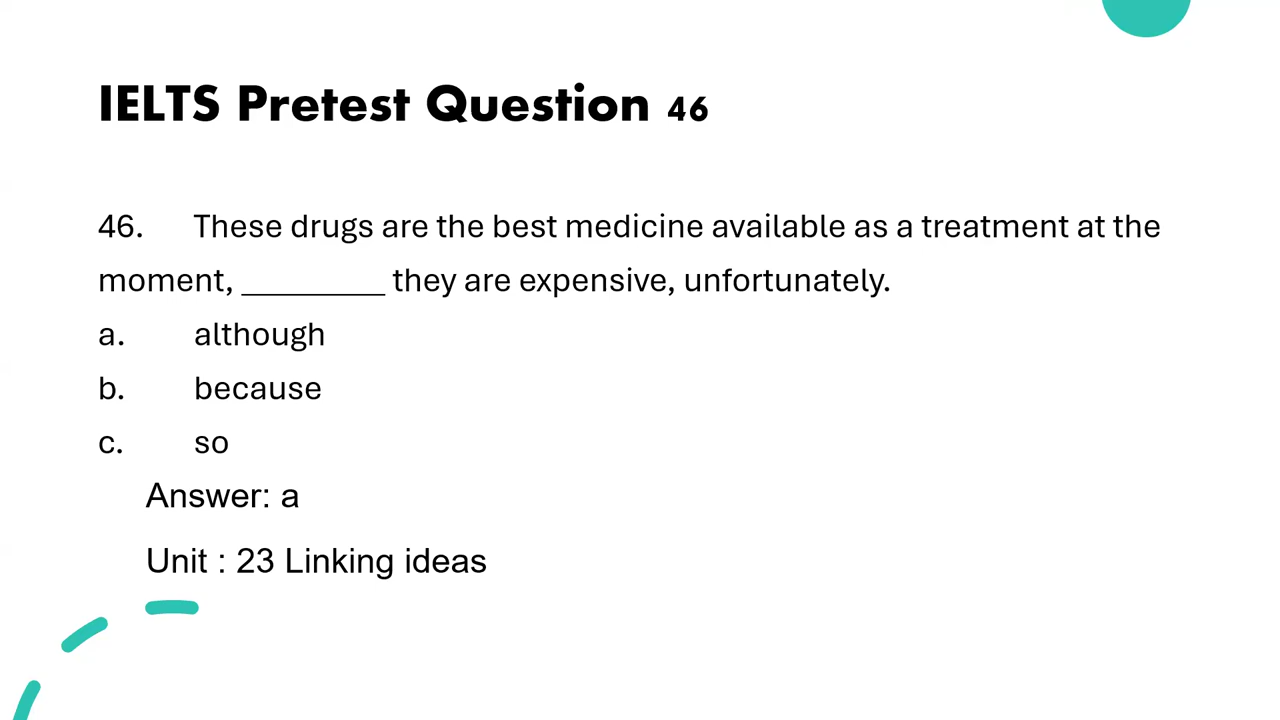 IELTS Pretest Question 46
46. These drugs are the best medicine available as a treatment at the
moment, _________ they are expensive, unfortunately.
a. although
b. because
c. so
Answer: a
Unit : 23 Linking ideas